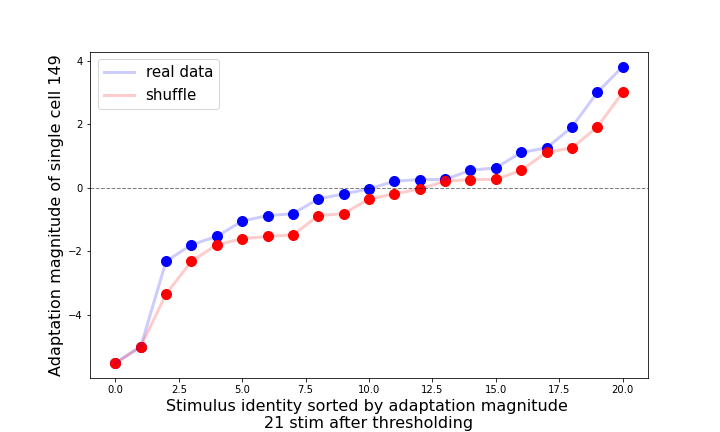 real data
shuffle
Adaptation magnitude of single cell 149
4
2
0
−2
−4
0.0 2.5 5.0 7.5 10.0 12.5 15.0 17.5 20.0
Stimulus identity sorted by adaptation magnitude
21 stim after thresholding